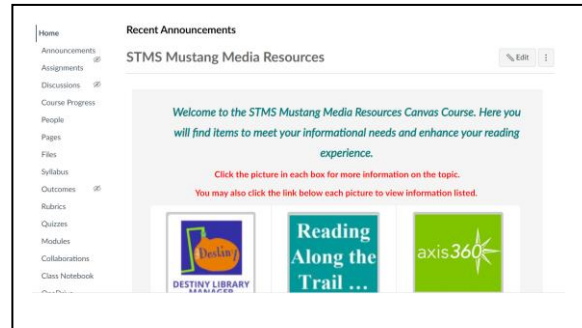 Home
Announcements
Assignments
Discussions
Course Progress
People
Pages
Files
Syllabus
Outcomes
Rubrics
Quizzes
Modules
Collaborations
Class Notebook
Recent Announcements
STMS Mustang Media Resources
Edit
Welcome to the STMS Mustang Media Resources Canvas Course. Here you
will find items to meet your informational needs and enhance your reading
experience.
Click the picture in each box for more information on the topic.
You may also click the link below each picture to view information listed.
Destiny
DESTINY LIBRARY
MANAGER
Reading
Along the
Trail ...
axis360